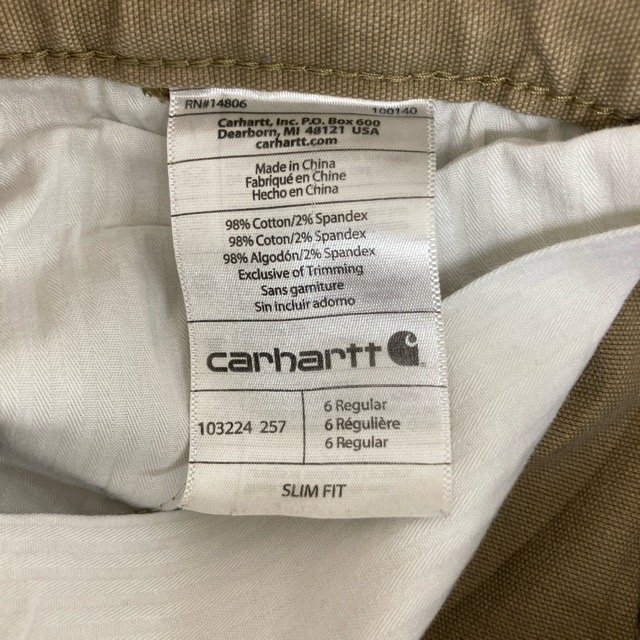 RN#14806 100140
Carhartt, Inc. P.O. Box 600
Dearborn, MI 48121 USA
carhartt.com
Made in China
Fabriqué en Chine
Hecho en China
98% Cotton/2% Spandex
98% Coton/2% Spandex
98% Algodón/2% Spandex
Exclusive of Trimming
Sans garniture
Sin incluir adorno
carhartt
103224 257
6 Regular
6 Régulière
6 Regular
SLIM FIT